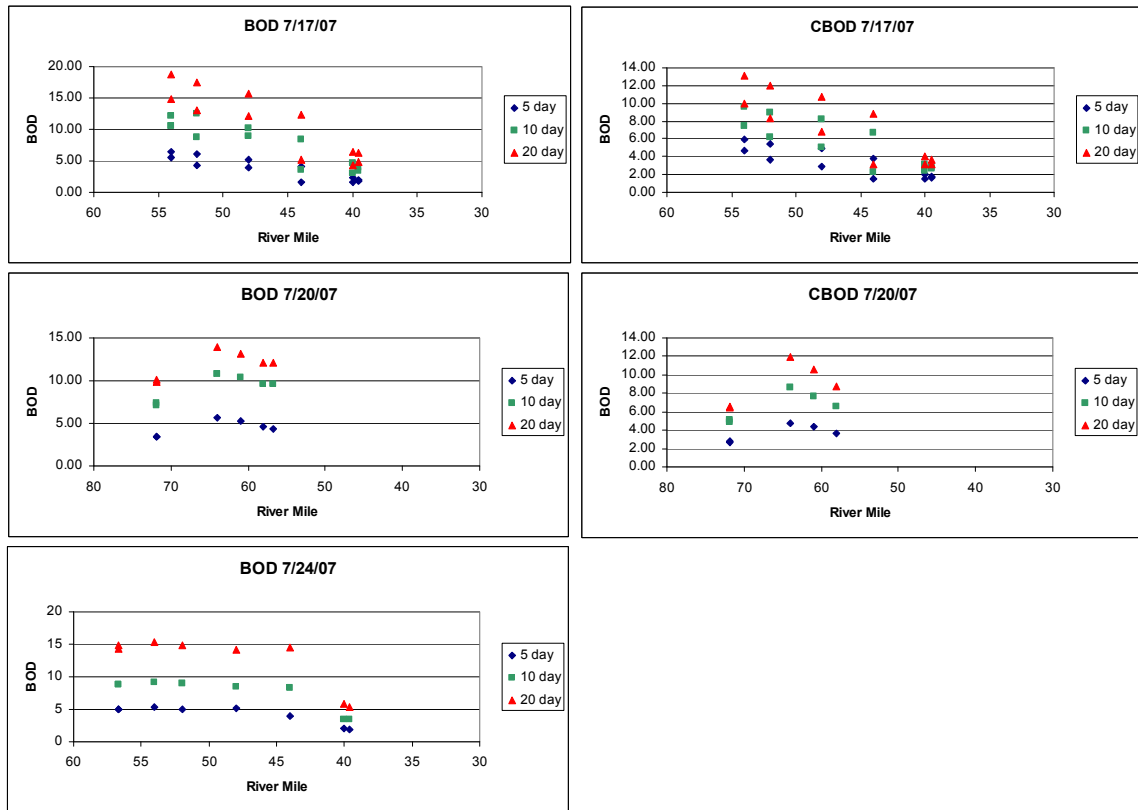 BOD 7/17/07
20.00
15.00
10.00
5.00
0.00
BOD
60 55 50 45 40 35 30
River Mile
5 day
10 day
20 day
CBOD 7/17/07
14.00
12.00
10.00
8.00
6.00
4.00
2.00
0.00
BOD
60 55 50 45 40 35 30
River Mile
5 day
10 day
20 day
BOD 7/20/07
15.00
10.00
5.00
0.00
BOD
80 70 60 50 40 30
River Mile
5 day
10 day
20 day
CBOD 7/20/07
14.00
12.00
10.00
8.00
6.00
4.00
2.00
0.00
BOD
80 70 60 50 40 30
River Mile
5 day
10 day
20 day
BOD 7/24/07
20
15
10
5
0
BOD
60 55 50 45 40 35 30
River Mile
5 day
10 day
20 day